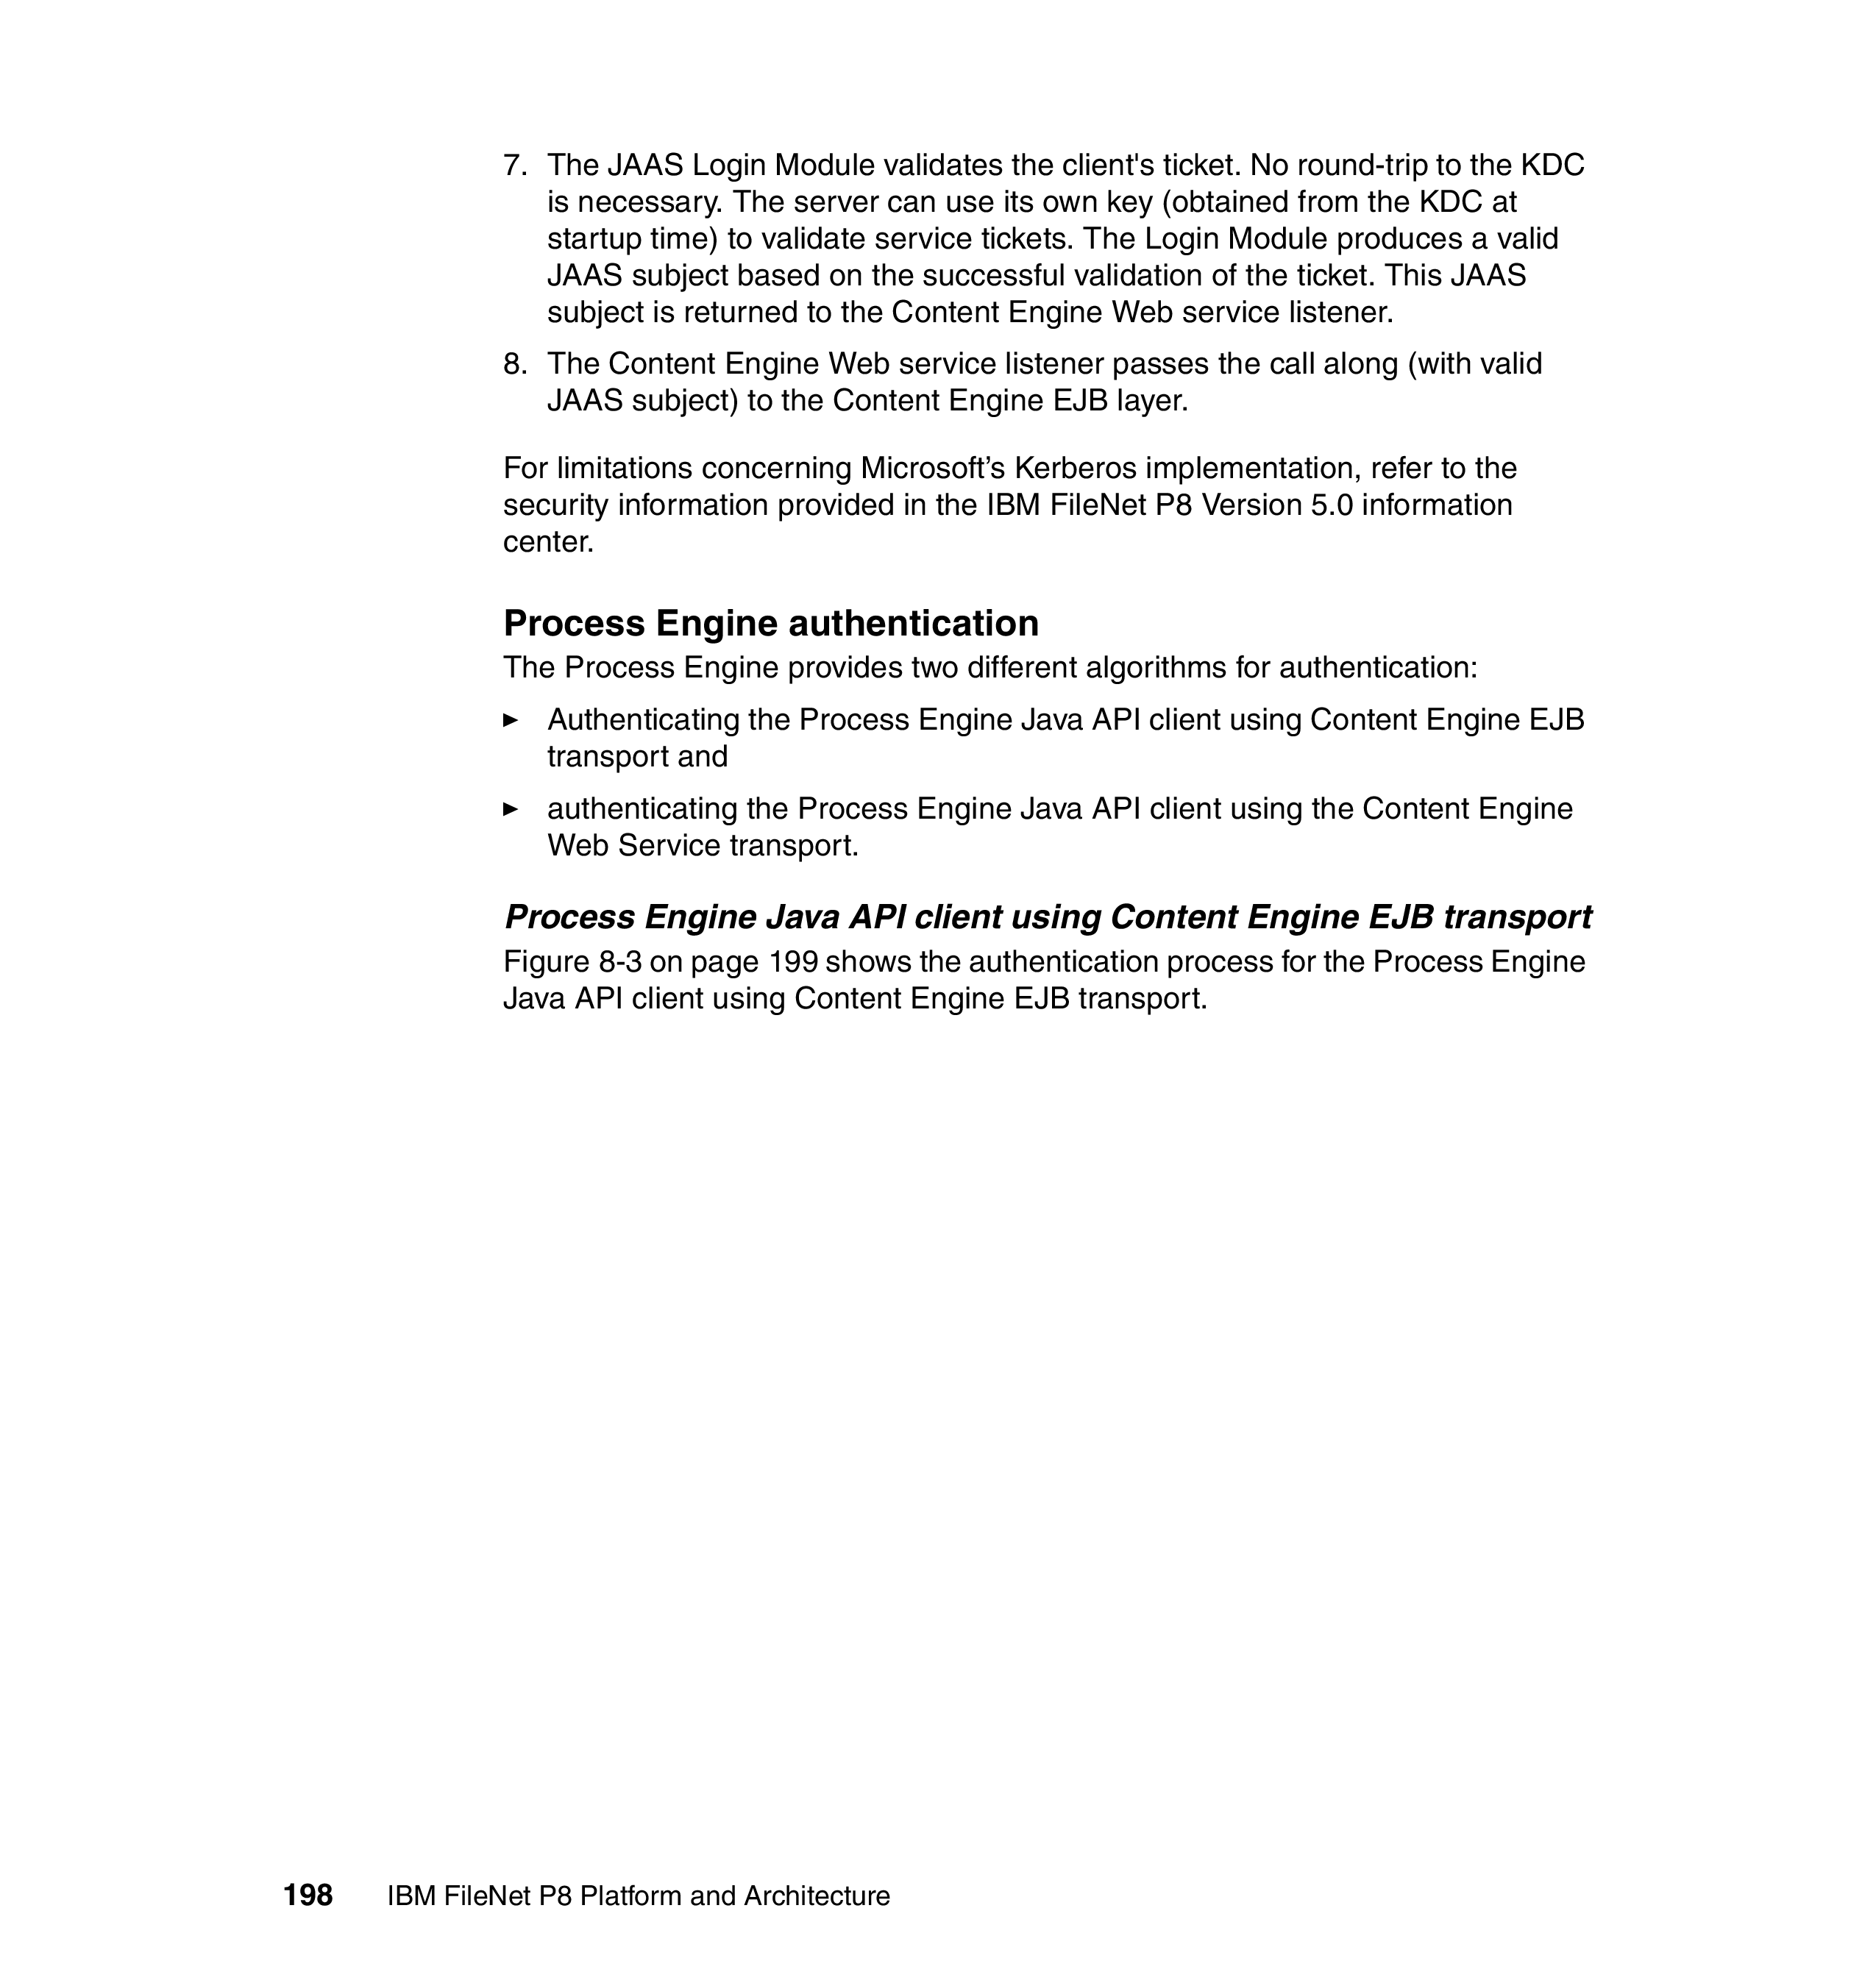 7. The JAAS Login Module validates the client's ticket. No round-trip to the KDC
is necessary. The server can use its own key (obtained from the KDC at
startup time) to validate service tickets. The Login Module produces a valid
JAAS subject based on the successful validation of the ticket. This JAAS
subject is returned to the Content Engine Web service listener.
8. The Content Engine Web service listener passes the call along (with valid
JAAS subject) to the Content Engine EJB layer.
For limitations concerning Microsoft’s Kerberos implementation, refer to the
security information provided in the IBM FileNet P8 Version 5.0 information
center.
Process Engine authentication
The Process Engine provides two different algorithms for authentication:
► Authenticating the Process Engine Java API client using Content Engine EJB
transport and
► authenticating the Process Engine Java API client using the Content Engine
Web Service transport.
Process Engine Java API client using Content Engine EJB transport
Figure 8-3 on page 199 shows the authentication process for the Process Engine
Java API client using Content Engine EJB transport.
198 IBM FileNet P8 Platform and Architecture